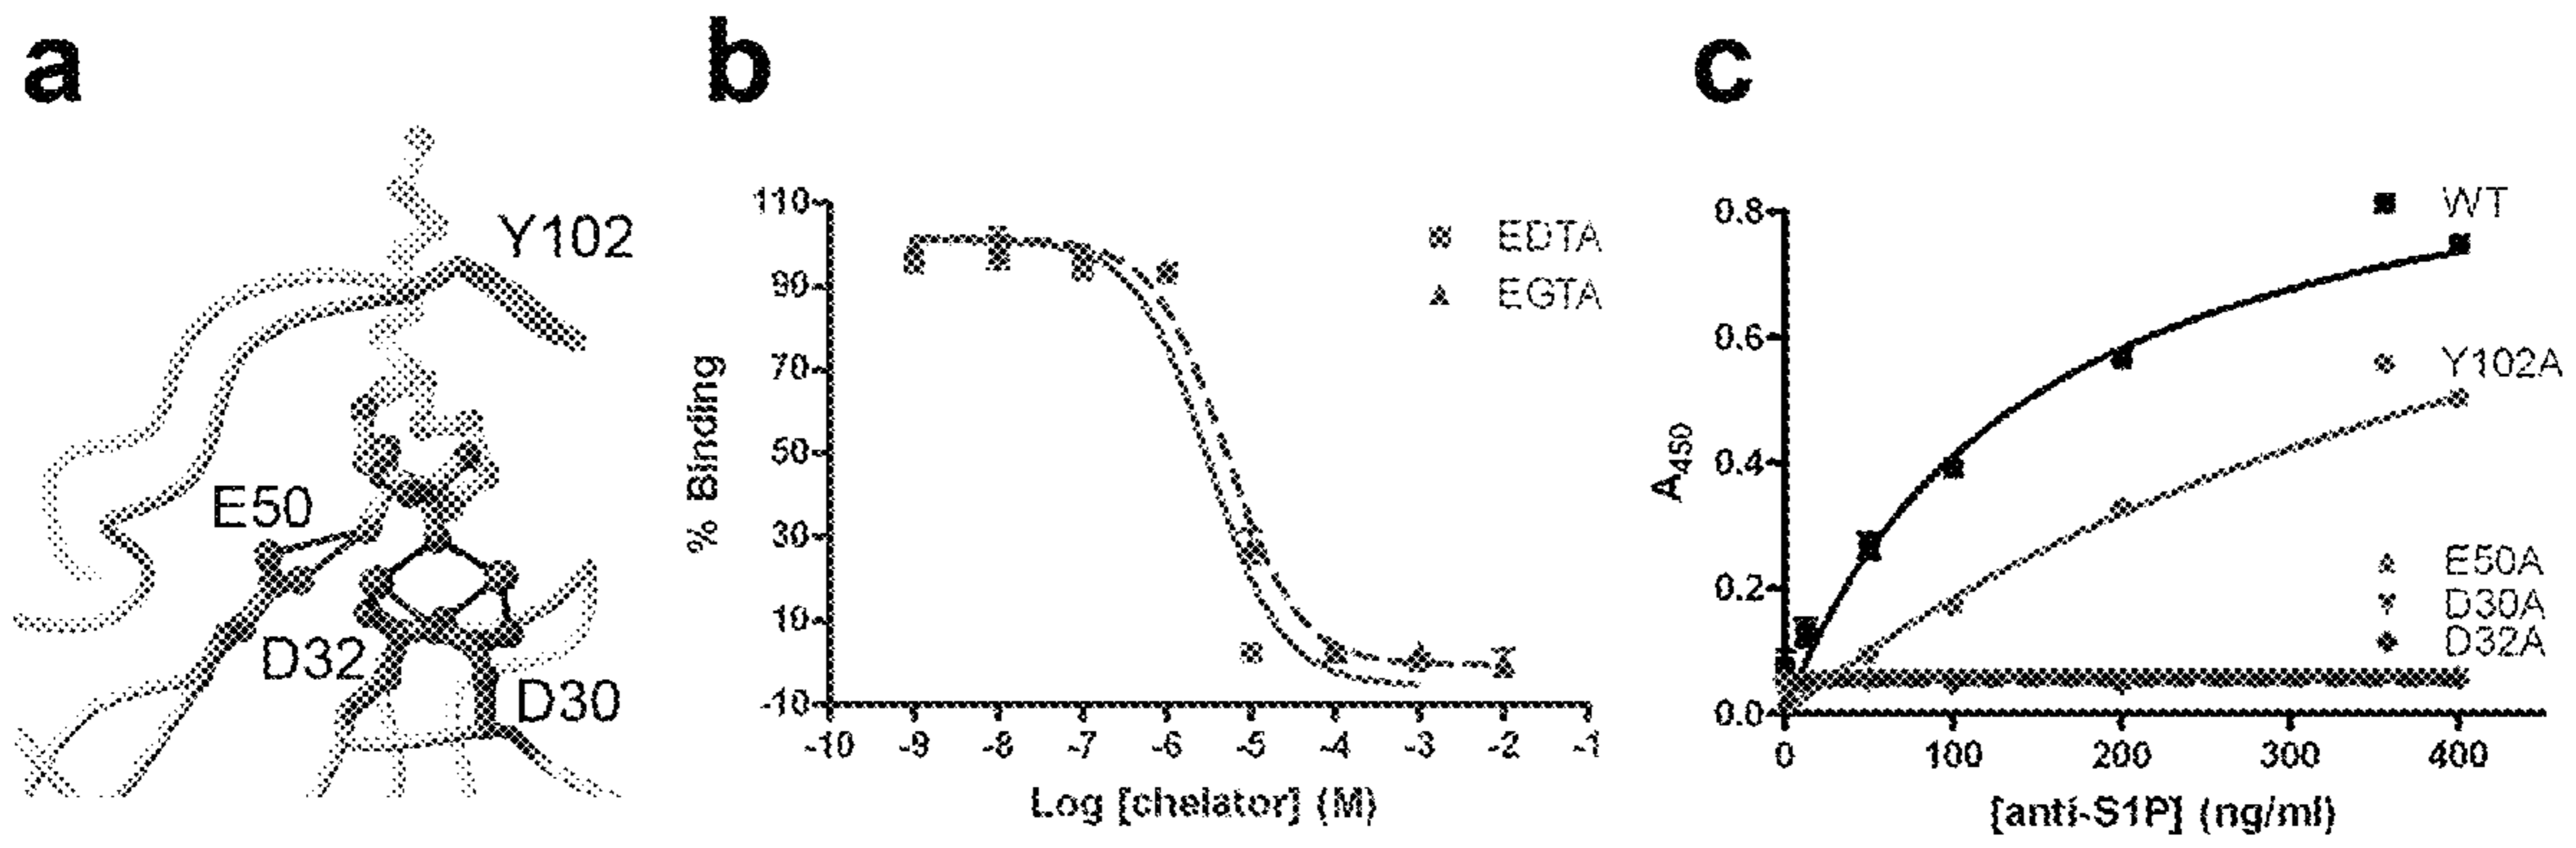 a
b
c
Y102
E50
D32
D30
110
90
70
50
30
10
-10
% Binding
-10 -9 -8 -7 -6 -5 -4 -3 -2 -1
Log [chelator] (M)
EDTA
EGTA
0.8
0.6
0.4
0.2
0.0
A450
0 100 200 300 400
[anti-S1P] (ng/ml)
WT
Y102A
E50A
D30A
D32A